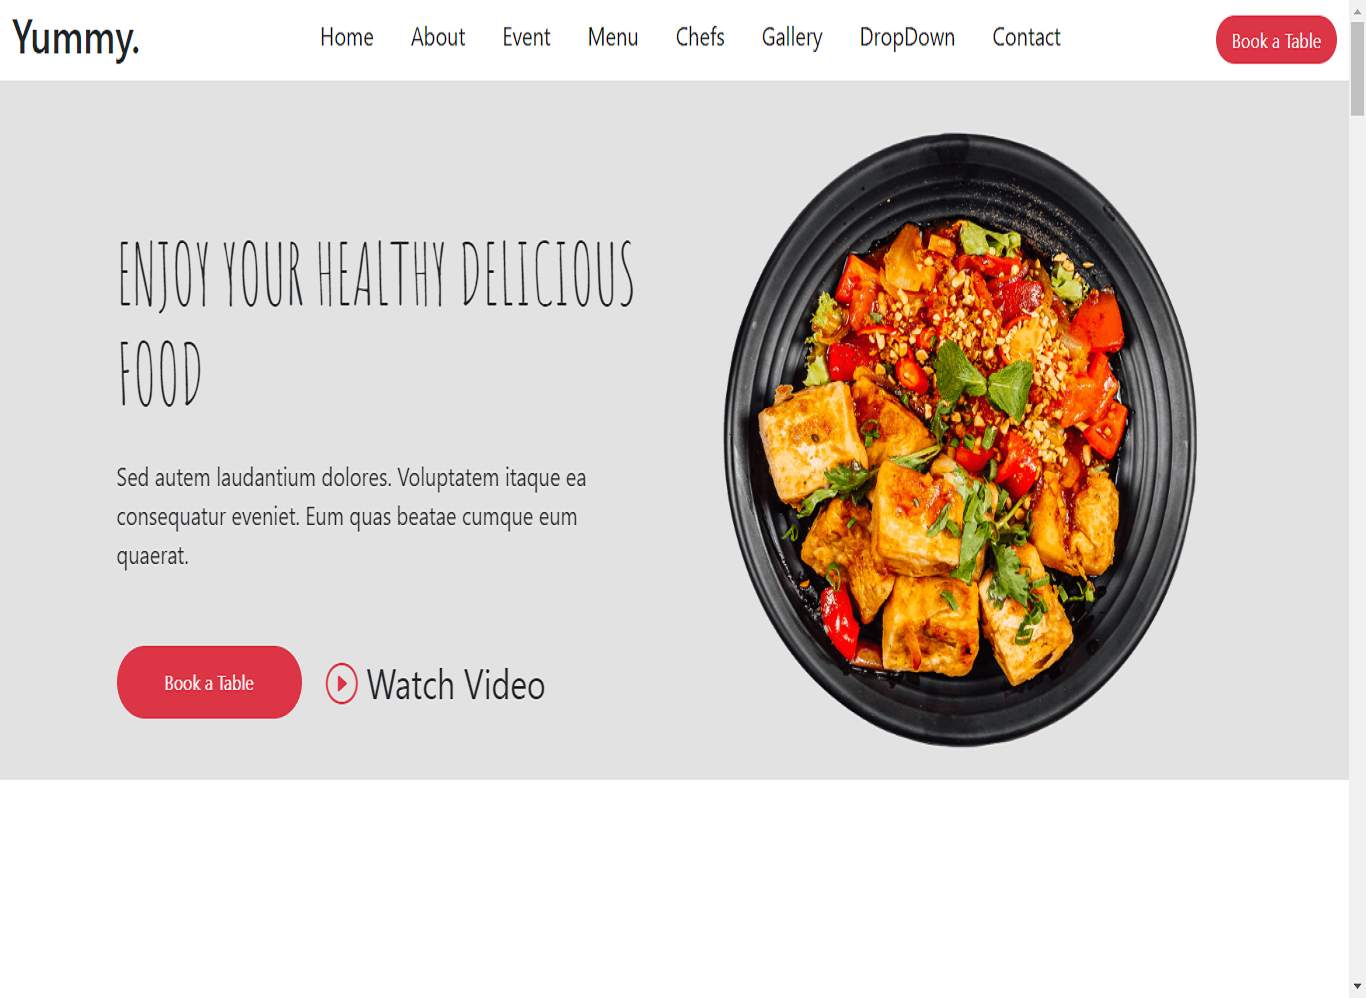 Yummy.
Home About Event Menu Chefs Gallery DropDown Contact
Book a Table
ENJOY YOUR HEALTHY DELICIOUS
FOOD
Sed autem laudantium dolores. Voluptatem itaque ea
consequatur eveniet. Eum quas beatae cumque eum
quaerat.
Book a Table
Watch Video